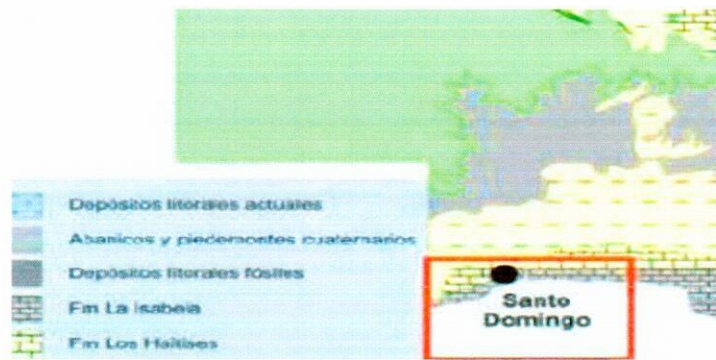 Depósitos litorales actuales
Abanicos y piedemontes cuaternarios
Depósitos litorales fósiles
Fm La Isabela
Fm Los Haitises
Santo
Domingo